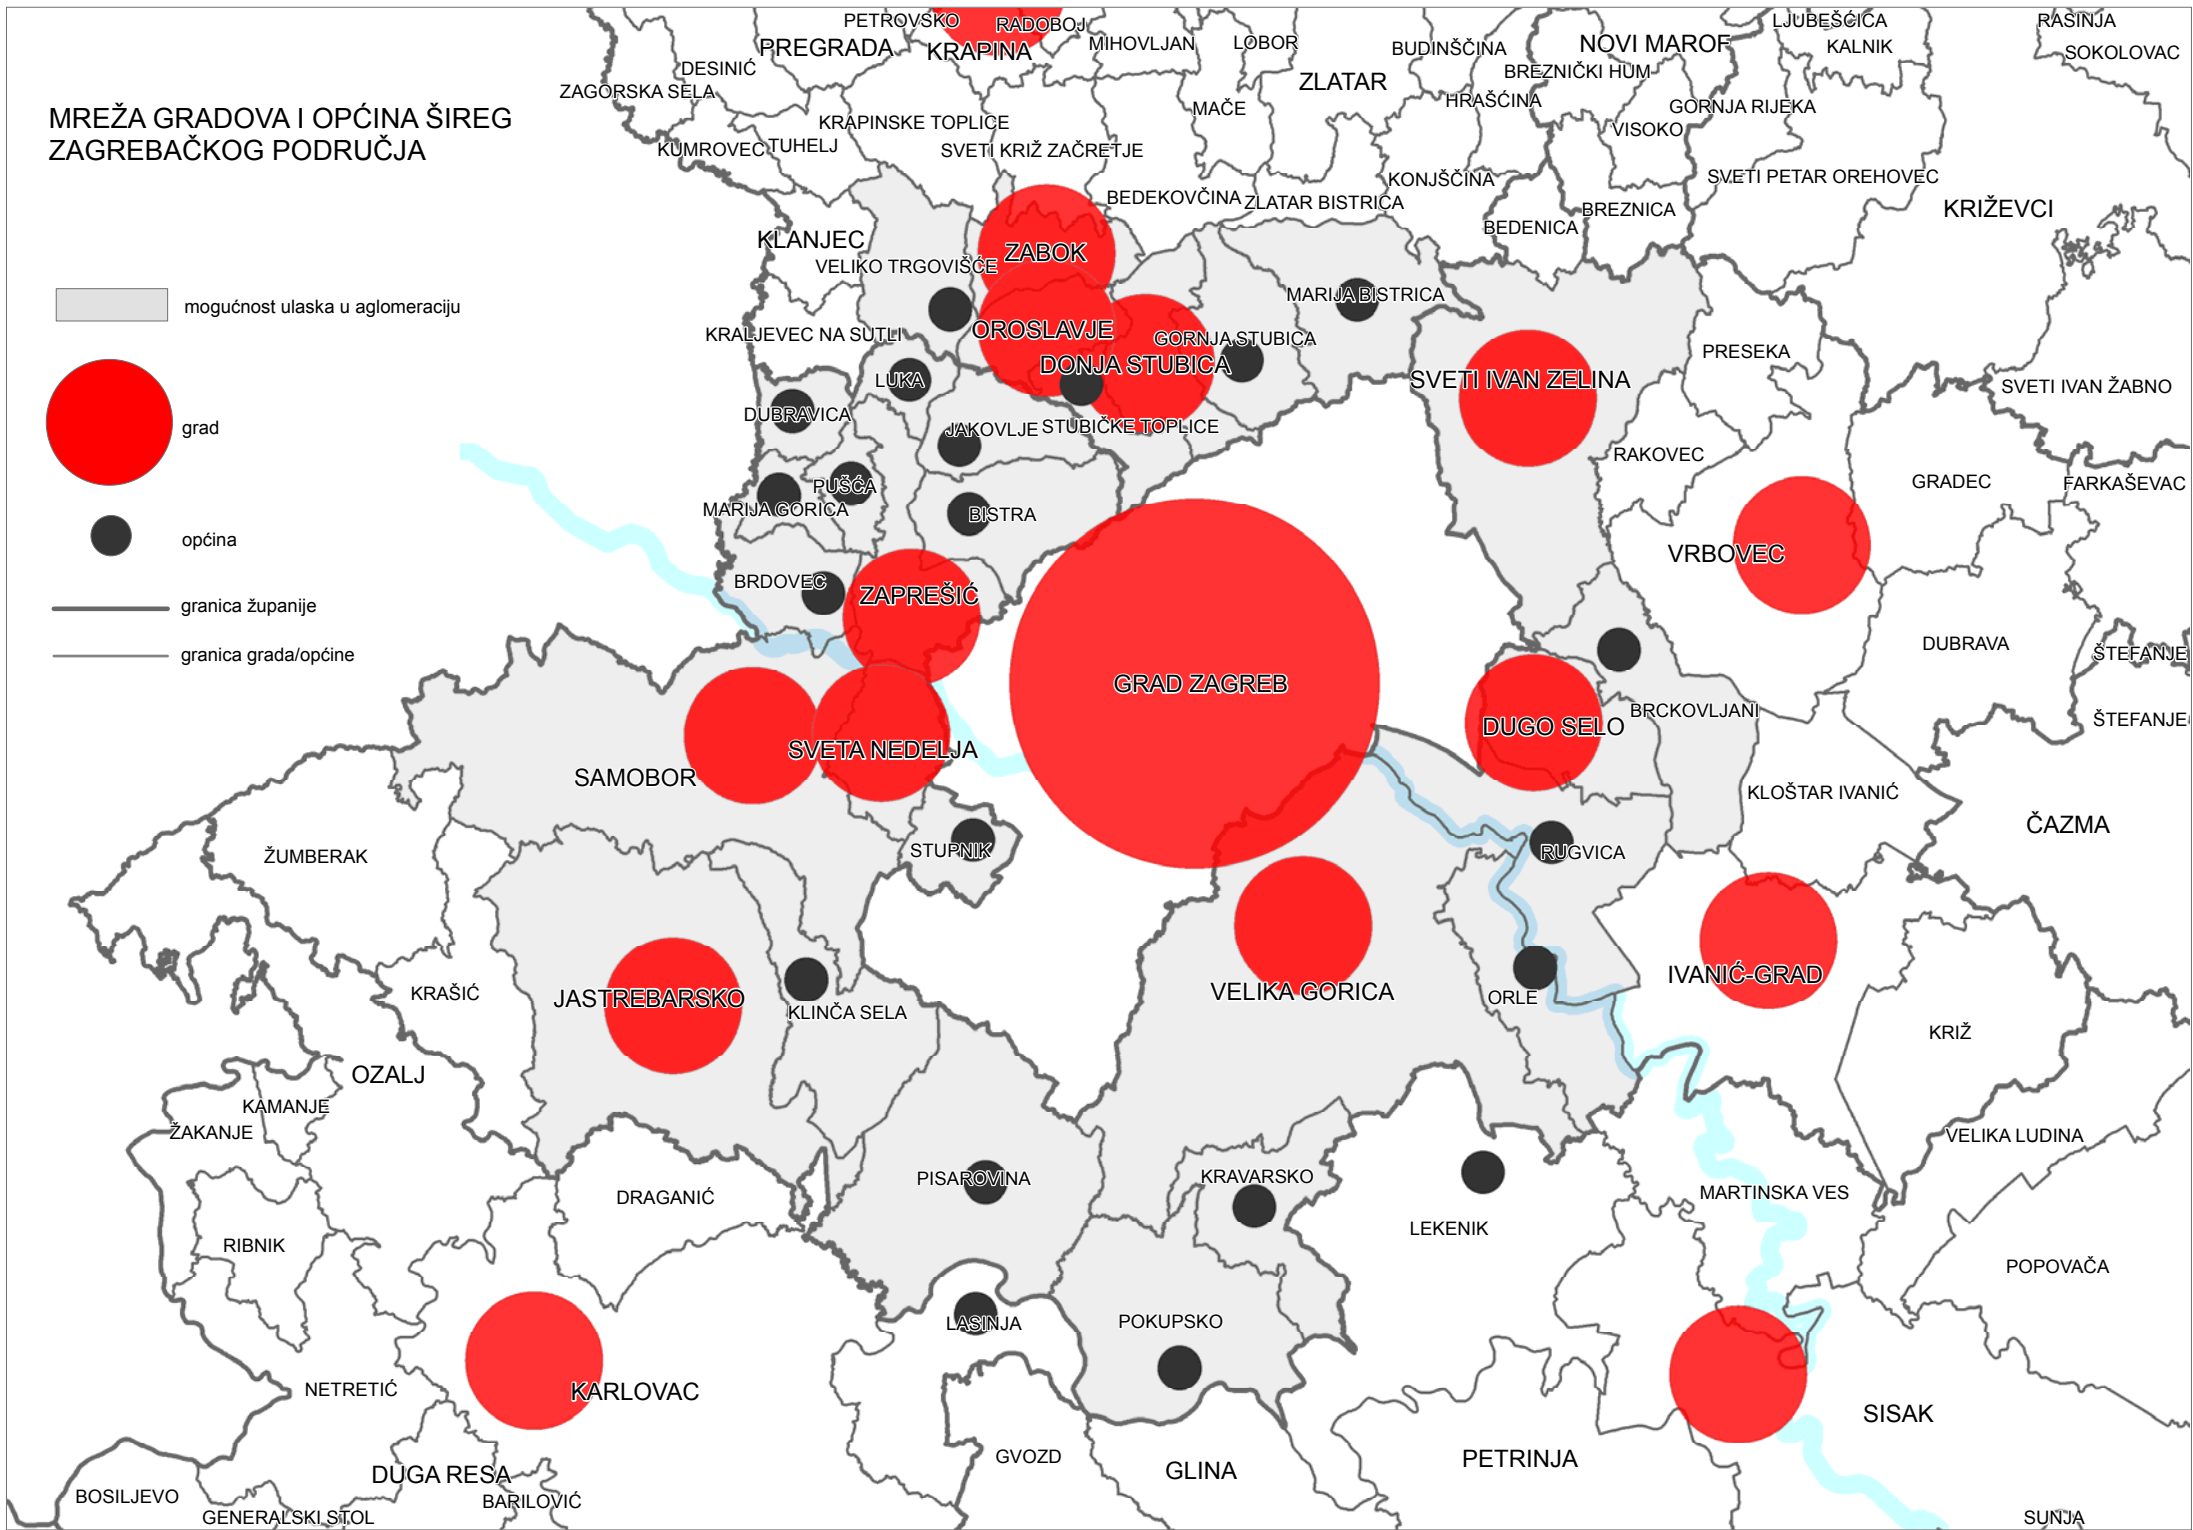 MREŽA GRADOVA I OPĆINA ŠIREG
ZAGREBAČKOG PODRUČJA
mogućnost ulaska u aglomeraciju
grad
općina
granica županije
granica grada/općine
PETROVSKO
RADOBOJ
LJUBEŠĆICA
RASINJA
PREGRADA
KRAPINA
MIHOVLJAN
LOBOR
BUDINŠČINA
NOVI MAROF
KALNIK
SOKOLOVAC
DESINIĆ
ZLATAR
BREZNIČKI HUM
ZAGORSKA SELA
MAČE
HRAŠĆINA
GORNJA RIJEKA
KRAPINSKE TOPLICE
VISOKO
KUMROVEC
TUHELJ
SVETI KRIŽ ZAČRETJE
KONJŠČINA
SVETI PETAR OREHOVEC
BEDEKOVČINA
ZLATAR BISTRICA
BREZNICA
KRIŽEVCI
BEDENICA
KLANJEC
ZABOK
VELIKO TRGOVIŠĆE
MARIJA BISTRICA
KRALJEVEC NA SUTLI
OROSLAVJE
GORNJA STUBICA
PRESEKA
DONJA STUBICA
LUKA
SVETI IVAN ZELINA
SVETI IVAN ŽABNO
DUBRAVICA
JAKOVLJE
STUBIČKE TOPLICE
RAKOVEC
PUŠĆA
GRADEC
FARKAŠEVAC
MARIJA GORICA
BISTRA
VRBOVEC
BRDOVEC
ZAPREŠIĆ
DUBRAVA
ŠTEFANJE
GRAD ZAGREB
BRCKOVLJANI
ŠTEFANJE
DUGO SELO
SVETA NEDELJA
SAMOBOR
KLOŠTAR IVANIĆ
ČAZMA
STUPNIK
RUGVICA
ŽUMBERAK
IVANIĆ-GRAD
KRAŠIĆ
JASTREBARSKO
VELIKA GORICA
ORLE
KLINČA SELA
KRIŽ
OZALJ
KAMANJE
ŽAKANJE
VELIKA LUDINA
PISAROVINA
KRAVARSKO
MARTINSKA VES
DRAGANIĆ
LEKENIK
RIBNIK
POPOVAČA
LASINJA
POKUPSKO
NETRETIĆ
KARLOVAC
SISAK
GVOZD
PETRINJA
GLINA
DUGA RESA
BOSILJEVO
BARILOVIĆ
GENERALSKI STOL
SUNJA